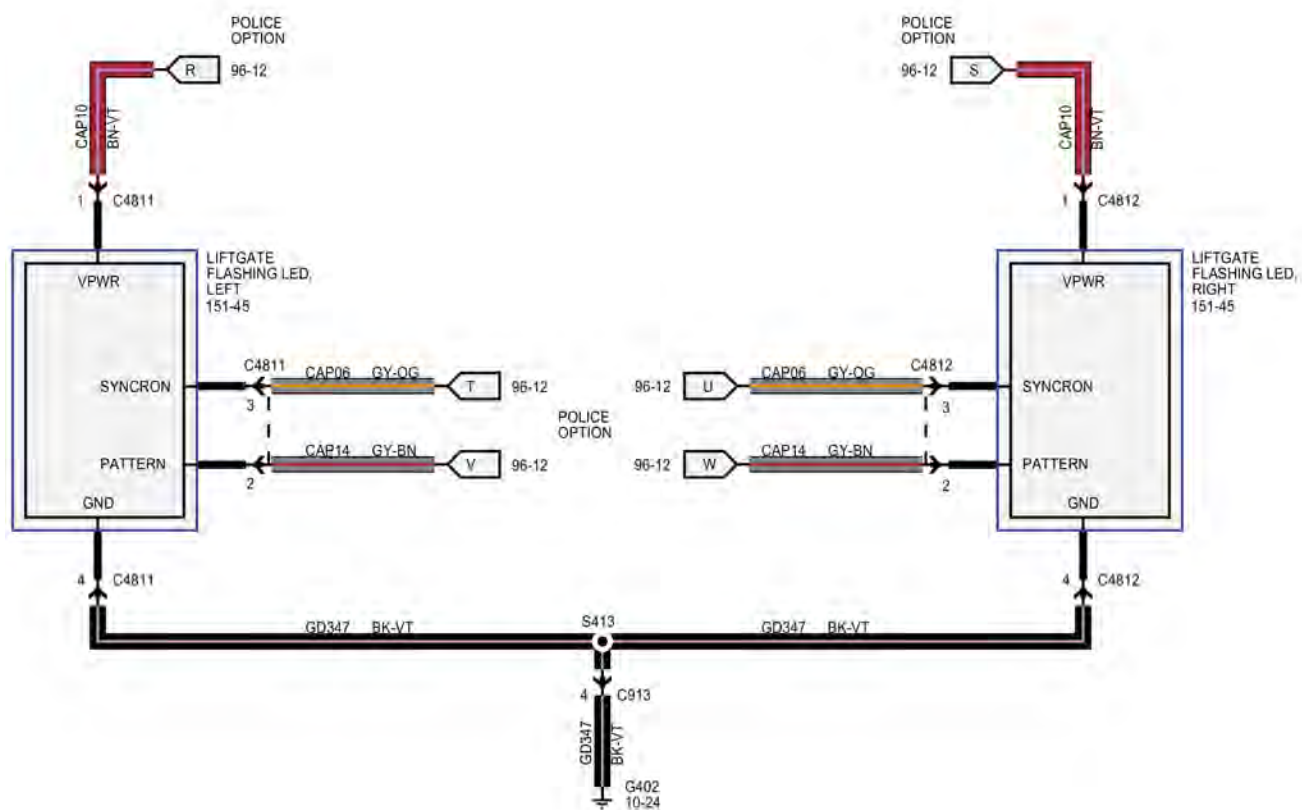 POLICE
OPTION
R
96-12
CAP10
BN-VT
1
C4811
LIFTGATE
FLASHING LED,
LEFT
151-45
VPWR
SYNCRON
C4811
3
CAP06 GY-OG
T
96-12
PATTERN
2
CAP14 GY-BN
V
96-12
GND
4
C4811
POLICE
OPTION
POLICE
OPTION
96-12
S
CAP10
BN-VT
1
C4812
LIFTGATE
FLASHING LED,
RIGHT
151-45
VPWR
96-12
U
CAP06 GY-OG
C4812
3
SYNCRON
96-12
W
CAP14 GY-BN
2
PATTERN
GND
4
C4812
GD347 BK-VT
S413
GD347 BK-VT
4
C913
GD347
BK-VT
G402
10-24